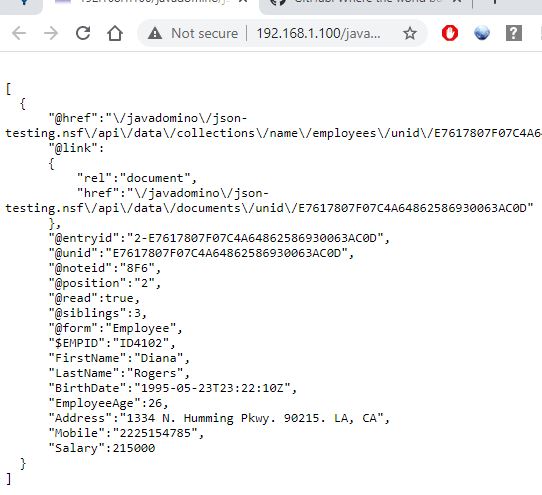 192.168.1.100/javadomino/js
GitHub: Where the world bu
Not secure | 192.168.1.100/java...
[
{
"@href":"\/javadomino\/json-
testing.nsf\/api\/data\/collections\/name\/employees\/unid\/E7617807F07C4A64
"@link":
{
"rel":"document",
"href":"\/javadomino\/json-
testing.nsf\/api\/data\/documents\/unid\/E7617807F07C4A64862586930063AC0D"
},
"@entryid":"2-E7617807F07C4A64862586930063AC0D",
"@unid":"E7617807F07C4A64862586930063AC0D",
"@noteid":"8F6",
"@position":"2",
"@read":true,
"@siblings":3,
"@form":"Employee",
"$EMPID":"ID4102",
"FirstName":"Diana",
"LastName":"Rogers",
"BirthDate":"1995-05-23T23:22:10Z",
"EmployeeAge":26,
"Address":"1334 N. Humming Pkwy. 90215. LA, CA",
"Mobile":"2225154785",
"Salary":215000
}
]